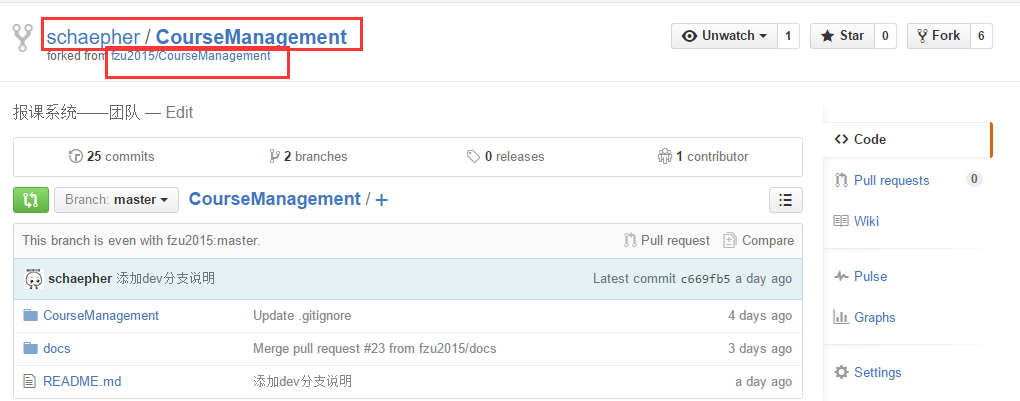 schaepher / CourseManagement
forked from fzu2015/CourseManagement
Unwatch 1 Star 0 Fork 6
报课系统——团队 — Edit
25 commits 2 branches 0 releases 1 contributor
Branch: master CourseManagement / +
This branch is even with fzu2015:master. Pull request Compare
schaepher 添加dev分支说明 Latest commit c669fb5 a day ago
CourseManagement Update .gitignore 4 days ago
docs Merge pull request #23 from fzu2015/docs 3 days ago
README.md 添加dev分支说明 a day ago
Code
Pull requests 0
Wiki
Pulse
Graphs
Settings